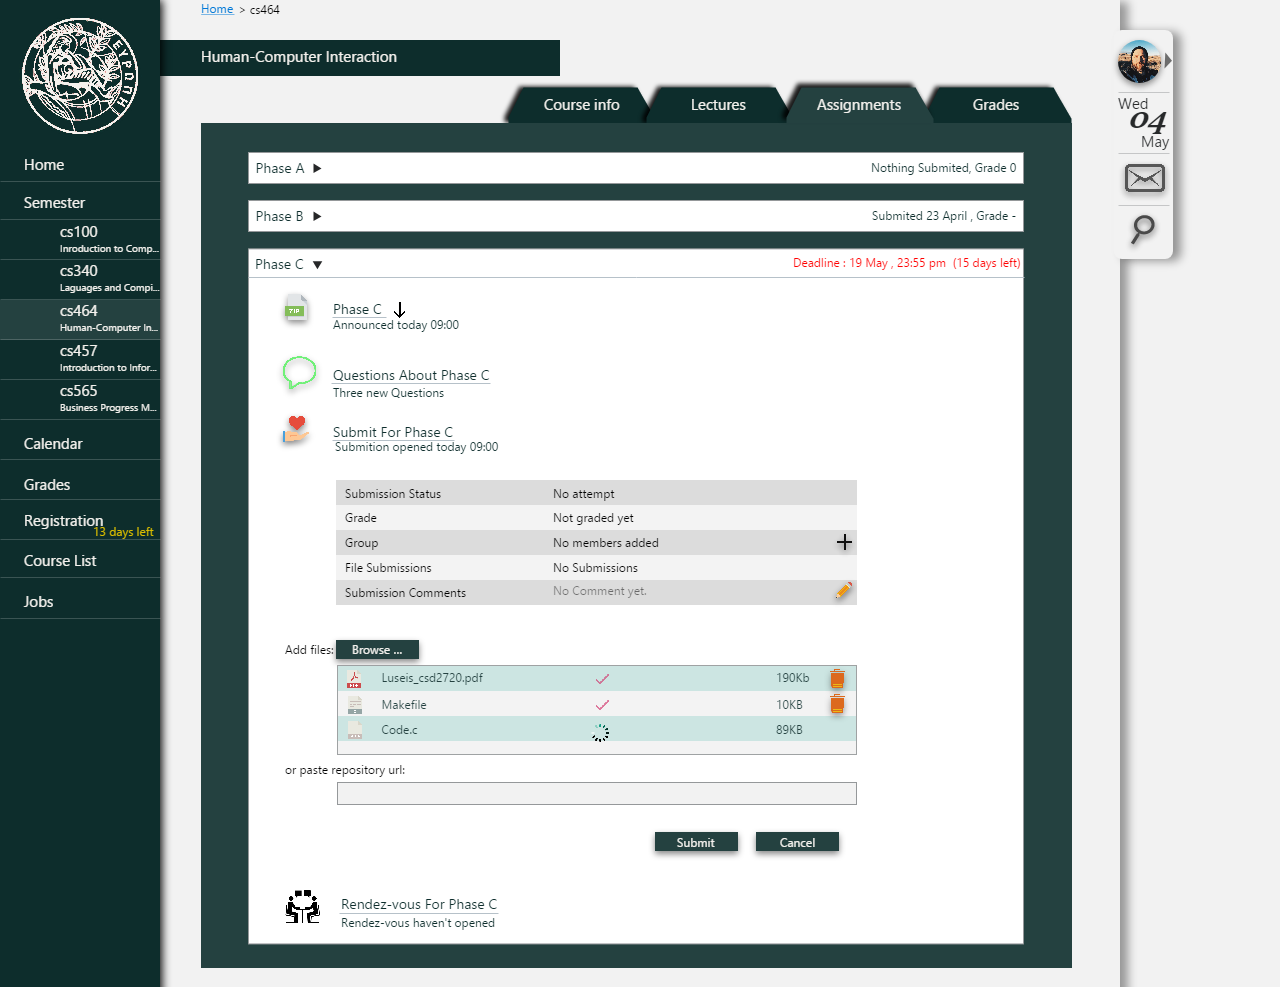 Home > cs464
ΕΥΡΩΠΗ
Human-Computer Interaction
Course info
Lectures
Assignments
Grades
Wed
04
May
Home
Semester
cs100
Inroduction to Comp...
cs340
Laguages and Compi...
cs464
Human-Computer In...
cs457
Introduction to Infor...
cs565
Business Progress M...
Calendar
Grades
Registration
13 days left
Course List
Jobs
Phase A
Nothing Submited, Grade 0
Phase B
Submited 23 April , Grade -
Phase C
Deadline : 19 May , 23:55 pm (15 days left)
ZIP
Phase C
Announced today 09:00
Questions About Phase C
Three new Questions
Submit For Phase C
Submition opened today 09:00
Submission Status No attempt
Grade Not graded yet
Group No members added
File Submissions No Submissions
Submission Comments No Comment yet.
Add files: Browse ...
Luseis_csd2720.pdf 190Kb
Makefile 10KB
Code.c 89KB
or paste repository url:
Submit
Cancel
Rendez-vous For Phase C
Rendez-vous haven't opened